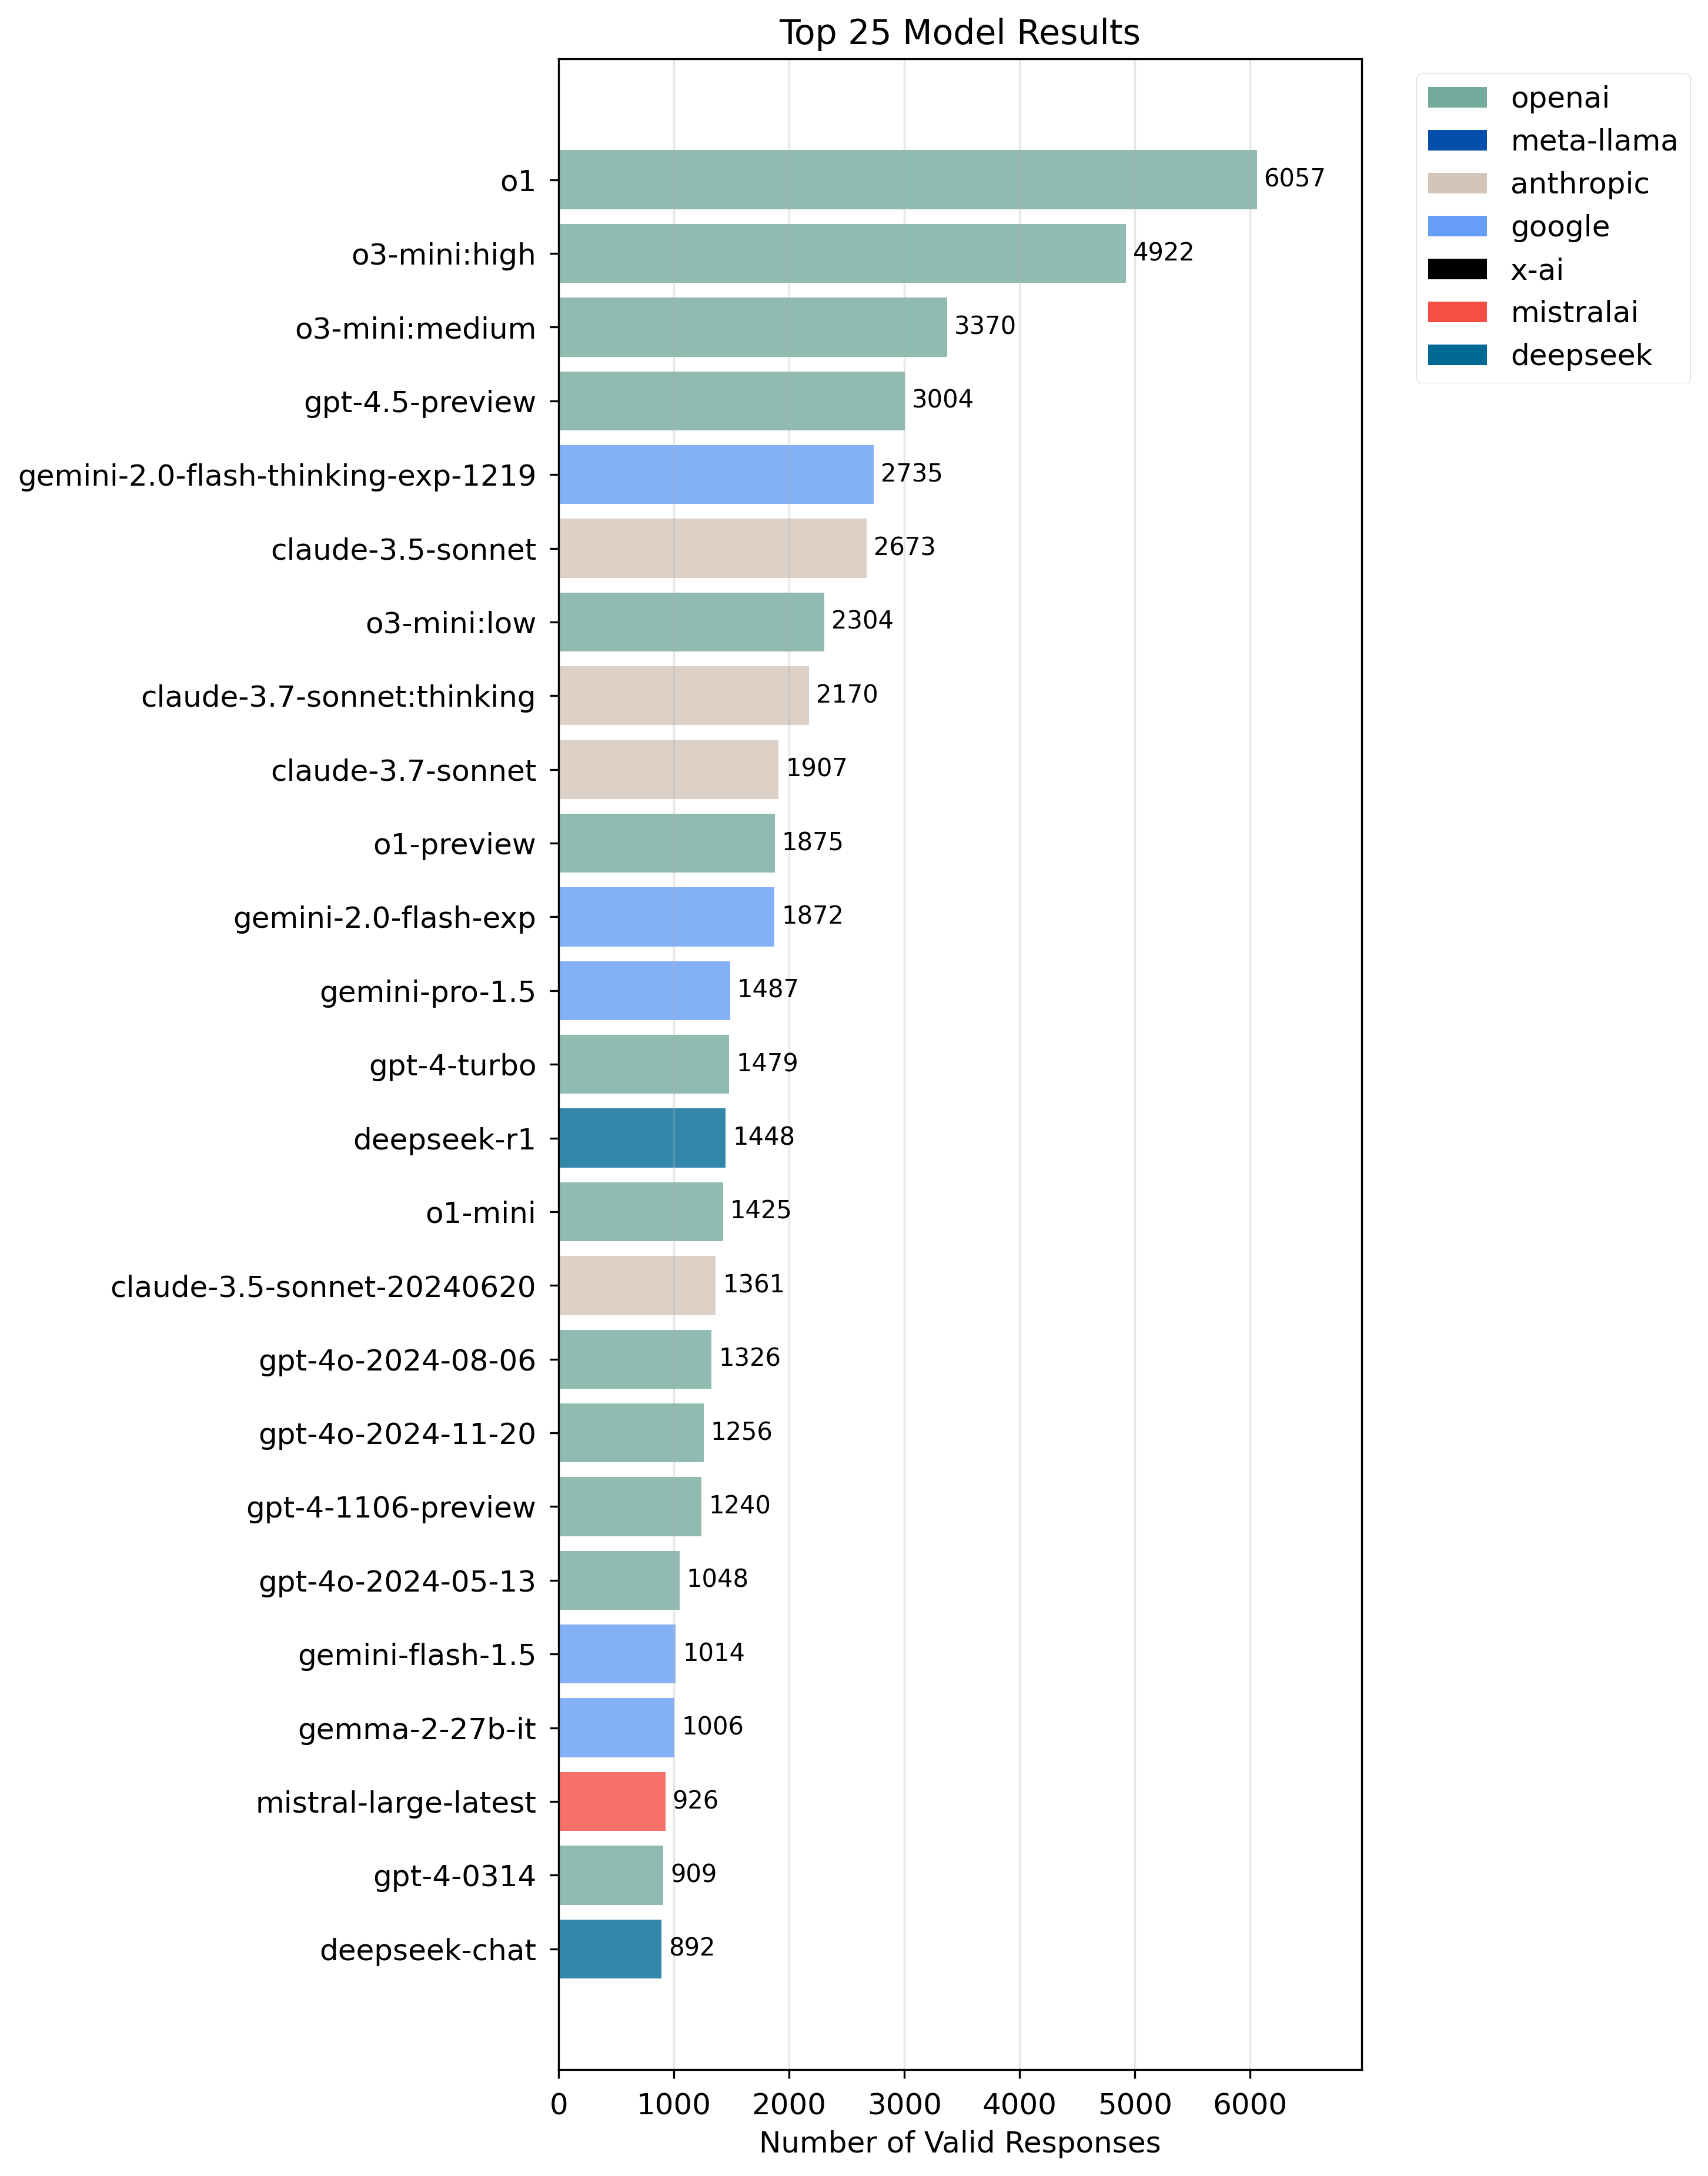 Top 25 Model Results
openai
meta-llama
anthropic
google
x-ai
mistralai
deepseek
o1 6057
o3-mini:high 4922
o3-mini:medium 3370
gpt-4.5-preview 3004
gemini-2.0-flash-thinking-exp-1219 2735
claude-3.5-sonnet 2673
o3-mini:low 2304
claude-3.7-sonnet:thinking 2170
claude-3.7-sonnet 1907
o1-preview 1875
gemini-2.0-flash-exp 1872
gemini-pro-1.5 1487
gpt-4-turbo 1479
deepseek-r1 1448
o1-mini 1425
claude-3.5-sonnet-20240620 1361
gpt-4o-2024-08-06 1326
gpt-4o-2024-11-20 1256
gpt-4-1106-preview 1240
gpt-4o-2024-05-13 1048
gemini-flash-1.5 1014
gemma-2-27b-it 1006
mistral-large-latest 926
gpt-4-0314 909
deepseek-chat 892
0 1000 2000 3000 4000 5000 6000
Number of Valid Responses